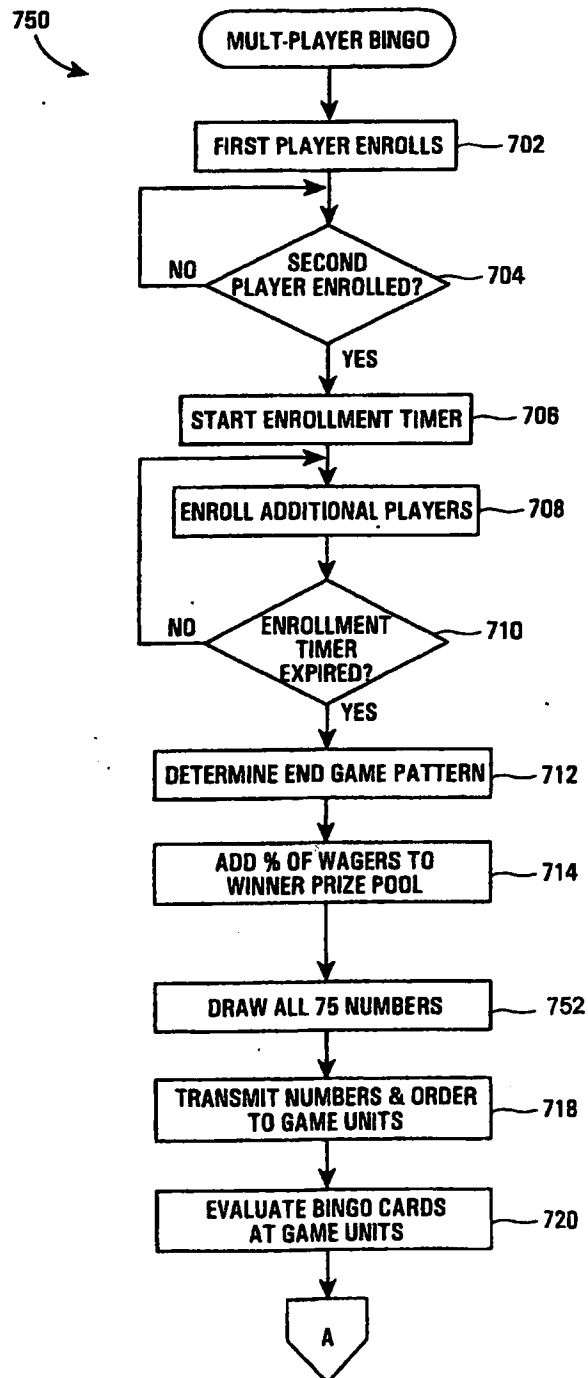 750
MULT-PLAYER BINGO
FIRST PLAYER ENROLLS 702
SECOND
PLAYER ENROLLED? 704
NO
YES
START ENROLLMENT TIMER 706
ENROLL ADDITIONAL PLAYERS 708
ENROLLMENT
TIMER
EXPIRED? 710
NO
YES
DETERMINE END GAME PATTERN 712
ADD % OF WAGERS TO
WINNER PRIZE POOL 714
DRAW ALL 75 NUMBERS 752
TRANSMIT NUMBERS & ORDER
TO GAME UNITS 718
EVALUATE BINGO CARDS
AT GAME UNITS 720
A